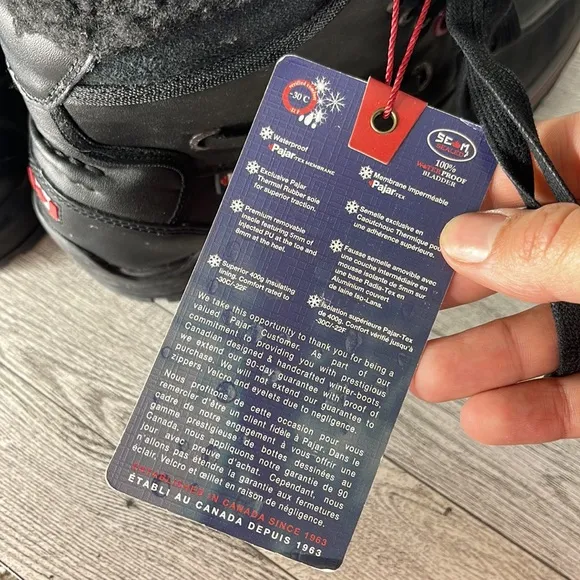 -30°C
SEAM
SEALED
100%
WATERPROOF
BLADDER
Waterproof
Pajar-TEX MEMBRANE
Exclusive Pajar
Thermal Rubber sole
for superior traction.
Premium removable
insole featuring 5mm of
injected PU at the toe and
8mm at the heel.
Superior 400g insulating
lining. Comfort rated to
-30C/-22F
Membrane imperméable
Pajar-TEX
Semelle exclusive en
Caoutchouc Thermique pour
une adhérence supérieure.
Fausse semelle amovible avec
une couche intermédiaire en
mousse isolante de 5mm sur
une base Radia-Tex en
Aluminium couvert
de laine Iso-Lana.
Isolation supérieure Pajar-Tex
de 400g. Confort vérifié jusqu'à
-30C/-22F
We take this opportunity to thank you for being a
valued Pajar Customer. As part of our
commitment to providing you with prestigious
Canadian designed & handcrafted winter-boots,
we extend our 90-day guarantee with proof of
purchase. We will not extend our guarantee to
zippers, Velcro and eyelets due to negligence.
Nous profitons de cette occasion pour vous
remercier d'être un client fidèle à Pajar. Dans le
cadre de notre engagement à vous offrir une
gamme prestigieuse de bottes dessinées au
Canada, nous appliquons notre garantie de 90
jour avec preuve d'achat. Cependant, nous
n'allons pas étendre la garantie aux fermetures
éclair, Velcro et œillet en raison de négligence.
ESTABLISHED IN CANADA SINCE 1963
ÉTABLI AU CANADA DEPUIS 1963